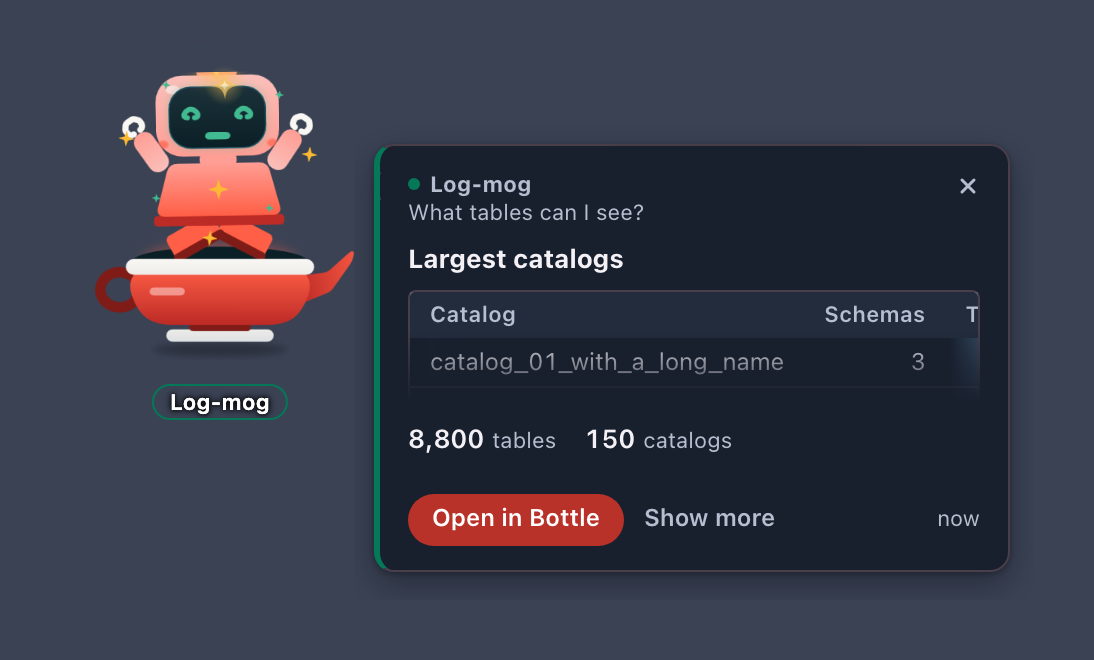 Log-mog
What tables can I see?
Largest catalogs
Catalog Schemas T
catalog_01_with_a_long_name 3
8,800 tables 150 catalogs
Open in Bottle Show more now
Log-mog